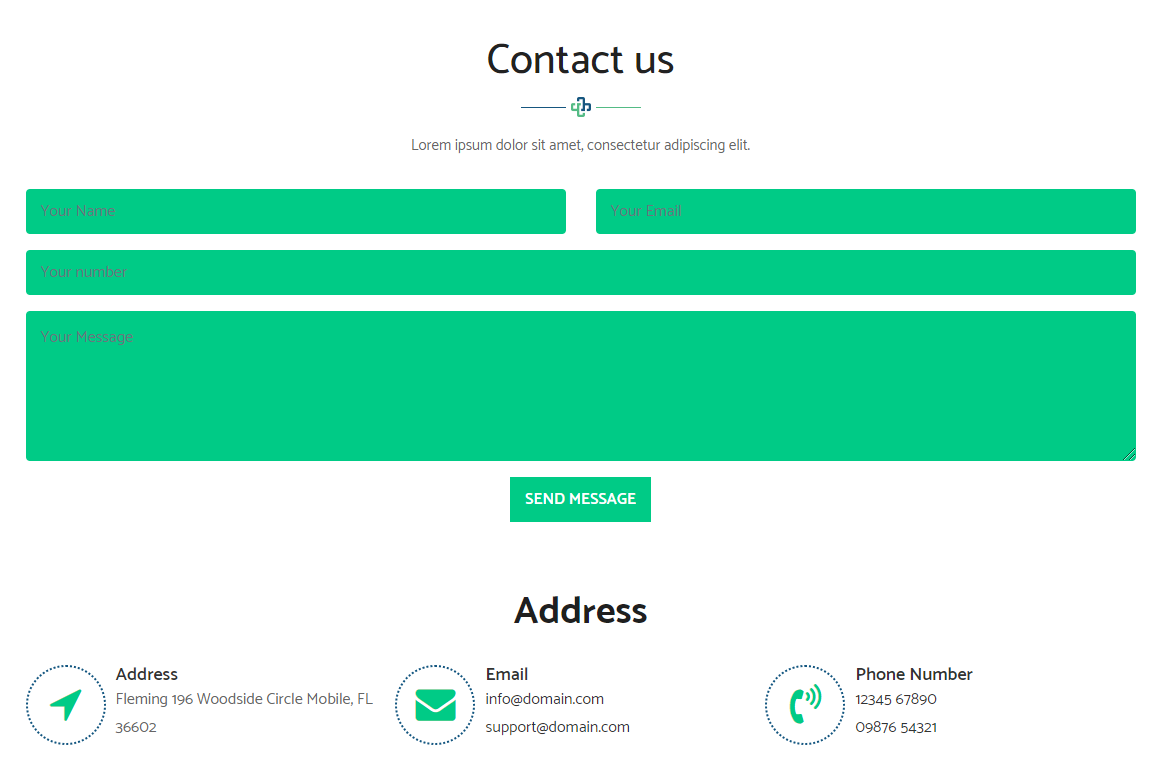 Contact us
Lorem ipsum dolor sit amet, consectetur adipiscing elit.
Your Name
Your Email
Your number
Your Message
SEND MESSAGE
Address
Address
Fleming 196 Woodside Circle Mobile, FL
36602
Email
info@domain.com
support@domain.com
Phone Number
12345 67890
09876 54321